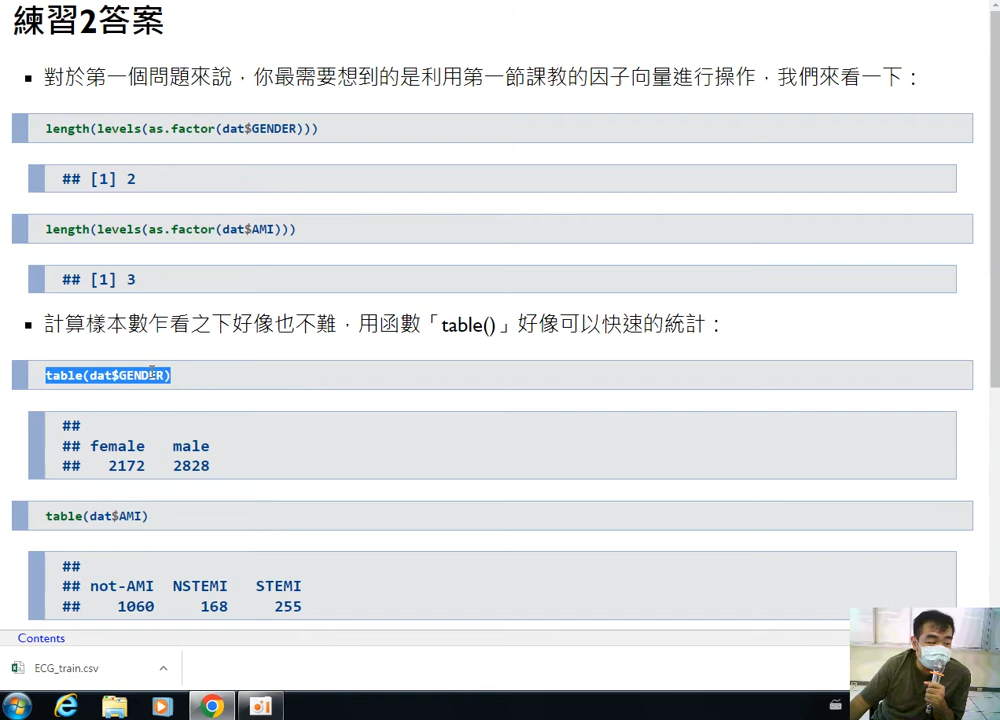 練習2答案
▪ 對於第一個問題來說，你最需要想到的是利用第一節課教的因子向量進行操作，我們來看一下：
length(levels(as.factor(dat$GENDER)))
## [1] 2
length(levels(as.factor(dat$AMI)))
## [1] 3
▪ 計算樣本數乍看之下好像也不難，用函數「table()」好像可以快速的統計：
table(dat$GENDER)
##
## female male
## 2172 2828
table(dat$AMI)
##
## not-AMI NSTEMI STEMI
## 1060 168 255
Contents
ECG_train.csv